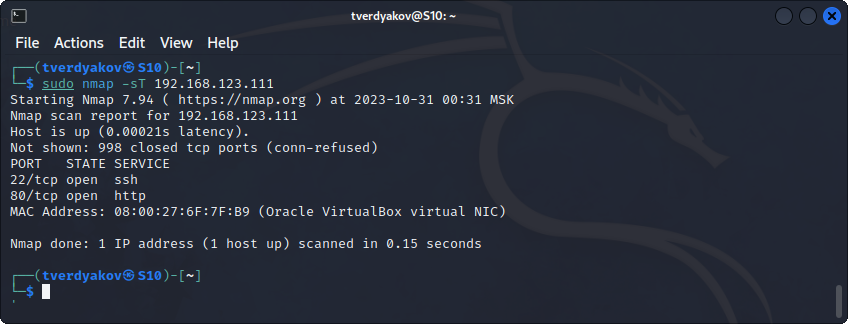 tverdyakov@S10: ~
File Actions Edit View Help
┌──(tverdyakov㉿S10)-[~]
└─$ sudo nmap -sT 192.168.123.111
Starting Nmap 7.94 ( https://nmap.org ) at 2023-10-31 00:31 MSK
Nmap scan report for 192.168.123.111
Host is up (0.00021s latency).
Not shown: 998 closed tcp ports (conn-refused)
PORT   STATE SERVICE
22/tcp open  ssh
80/tcp open  http
MAC Address: 08:00:27:6F:7F:B9 (Oracle VirtualBox virtual NIC)
Nmap done: 1 IP address (1 host up) scanned in 0.15 seconds
┌──(tverdyakov㉿S10)-[~]
└─$